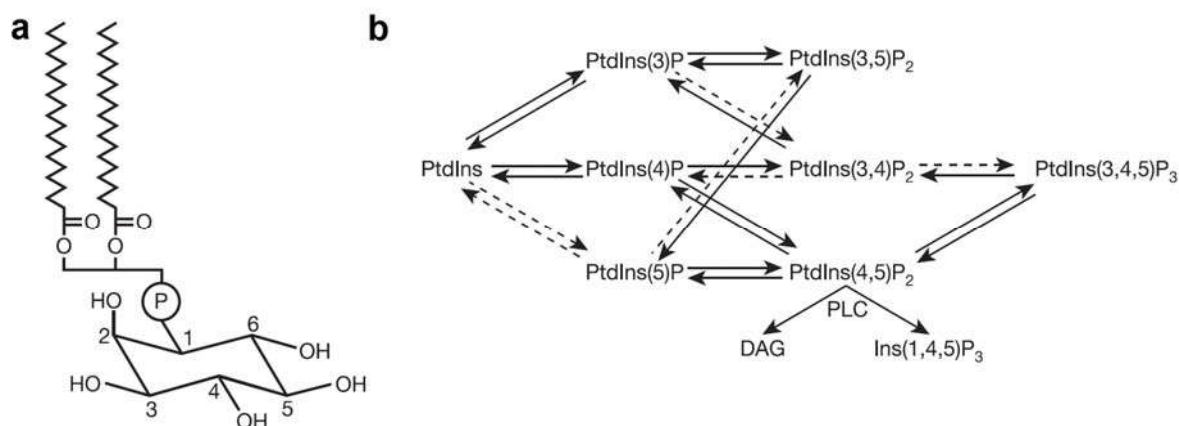 a
b
O
O
O
O
P
HO
2
1
6
OH
HO
3
4
5
OH
OH
PtdIns(3)P
PtdIns(3,5)P₂
PtdIns
PtdIns(4)P
PtdIns(3,4)P₂
PtdIns(3,4,5)P₃
PtdIns(5)P
PtdIns(4,5)P₂
PLC
DAG
Ins(1,4,5)P₃